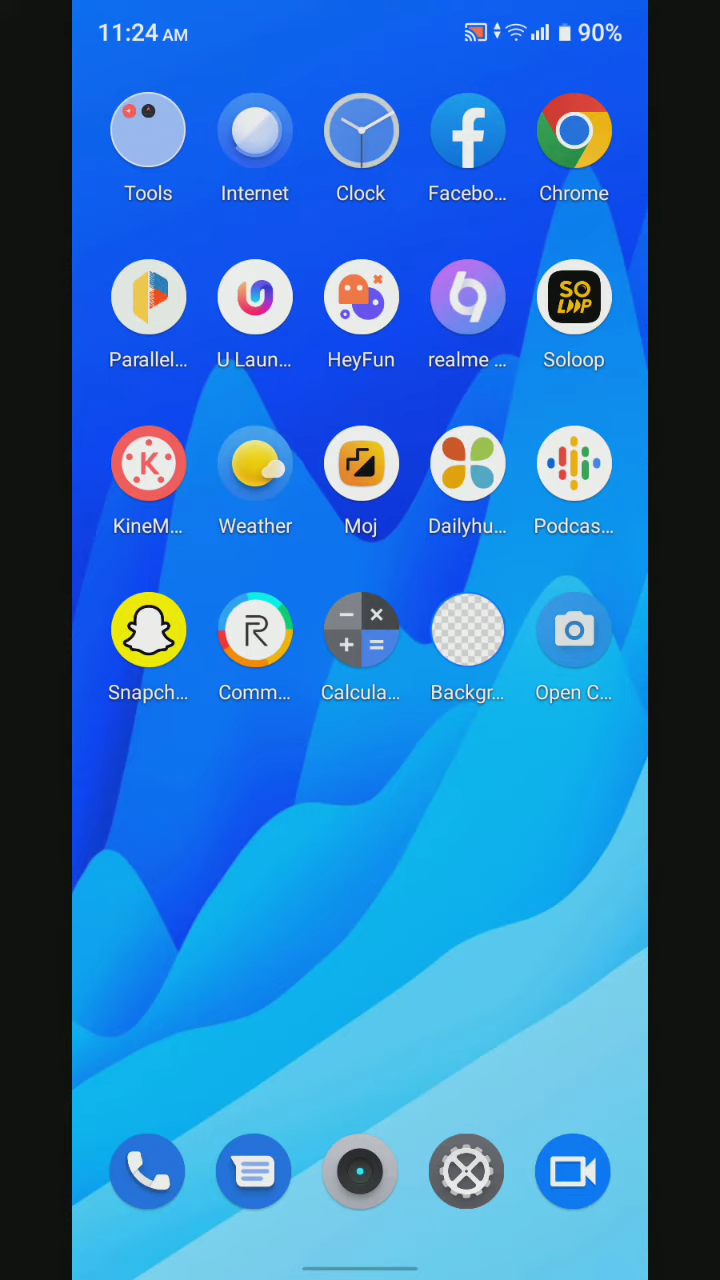 11:24 AM 90%
Tools Internet Clock Facebo... Chrome
SO
LOOP
Parallel... U Laun... HeyFun realme ... Soloop
K
KineM... Weather Moj Dailyhu... Podcas...
R
Snapch... Comm... Calcula... Backgr... Open C...